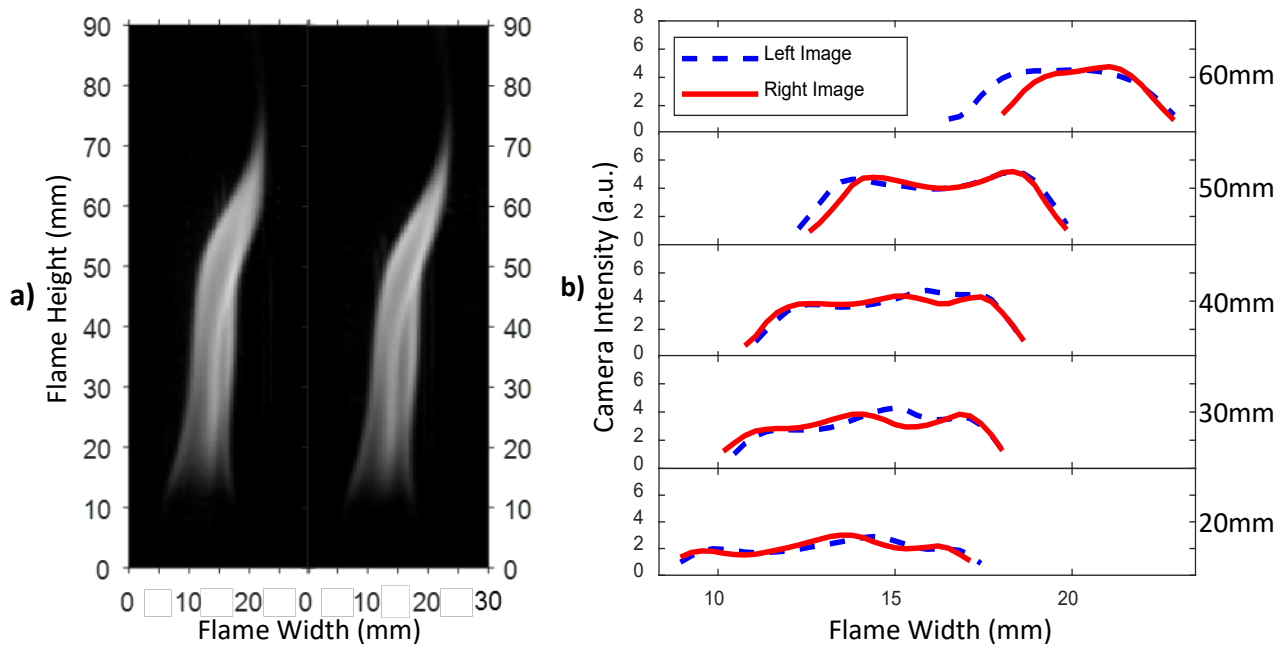 a)
Flame Height (mm)
90
80
70
60
50
40
30
20
10
0
90
80
70
60
50
40
30
20
10
0
0 10 20 0 10 20 30
Flame Width (mm)
b)
Camera Intensity (a.u.)
Left Image
Right Image
8
6
4
2
0
60mm
6
4
2
0
50mm
6
4
2
0
40mm
6
4
2
0
30mm
6
4
2
0
20mm
10 15 20
Flame Width (mm)